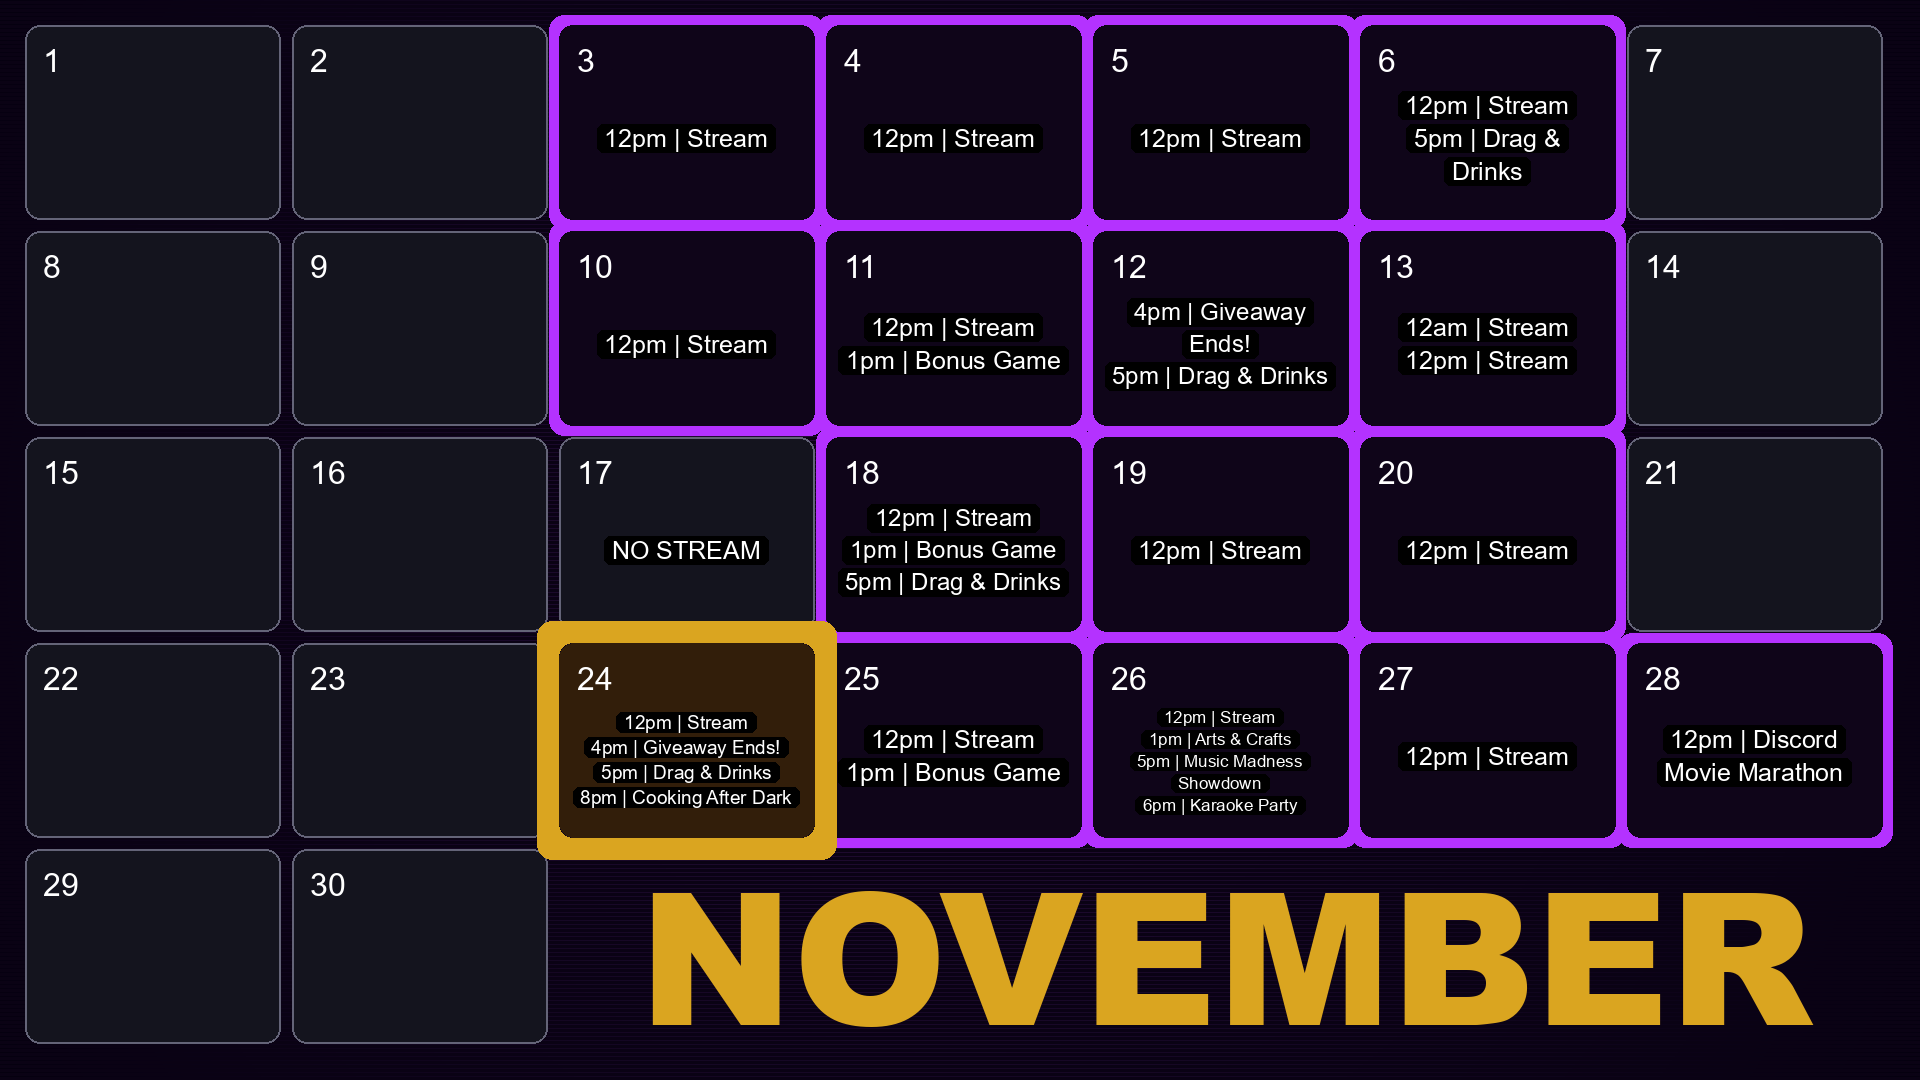 1
2
3
12pm | Stream
4
12pm | Stream
5
12pm | Stream
6
12pm | Stream
5pm | Drag &
Drinks
7
8
9
10
12pm | Stream
11
12pm | Stream
1pm | Bonus Game
12
4pm | Giveaway
Ends!
5pm | Drag & Drinks
13
12am | Stream
12pm | Stream
14
15
16
17
NO STREAM
18
12pm | Stream
1pm | Bonus Game
5pm | Drag & Drinks
19
12pm | Stream
20
12pm | Stream
21
22
23
24
12pm | Stream
4pm | Giveaway Ends!
5pm | Drag & Drinks
8pm | Cooking After Dark
25
12pm | Stream
1pm | Bonus Game
26
12pm | Stream
1pm | Arts & Crafts
5pm | Music Madness
Showdown
6pm | Karaoke Party
27
12pm | Stream
28
12pm | Discord
Movie Marathon
29
30
NOVEMBER